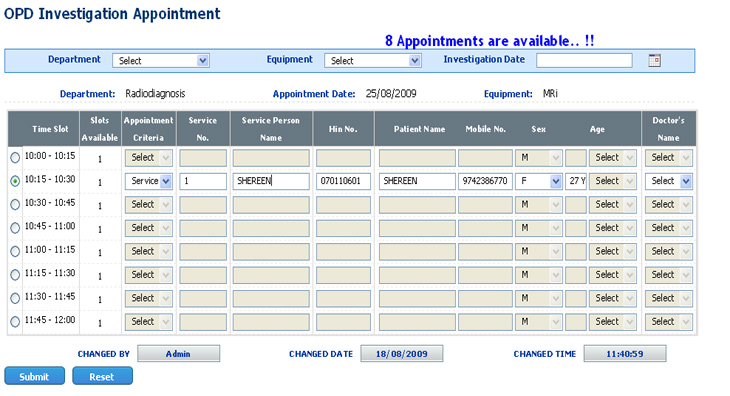 OPD Investigation Appointment
8 Appointments are available.. !!
Department Select Equipment Select Investigation Date
Department: Radiodiagnosis Appointment Date: 25/08/2009 Equipment: MRi
Time Slot Slots Available Appointment Criteria Service No. Service Person Name Hin No. Patient Name Mobile No. Sex Age Doctor's Name
10:00 - 10:15 1 Select M Select Select
10:15 - 10:30 1 Service 1 SHEREEN 070110601 SHEREEN 9742386770 F 27 Y Select Select
10:30 - 10:45 1 Select M Select Select
10:45 - 11:00 1 Select M Select Select
11:00 - 11:15 1 Select M Select Select
11:15 - 11:30 1 Select M Select Select
11:30 - 11:45 1 Select M Select Select
11:45 - 12:00 1 Select M Select Select
CHANGED BY Admin CHANGED DATE 18/08/2009 CHANGED TIME 11:40:59
Submit Reset